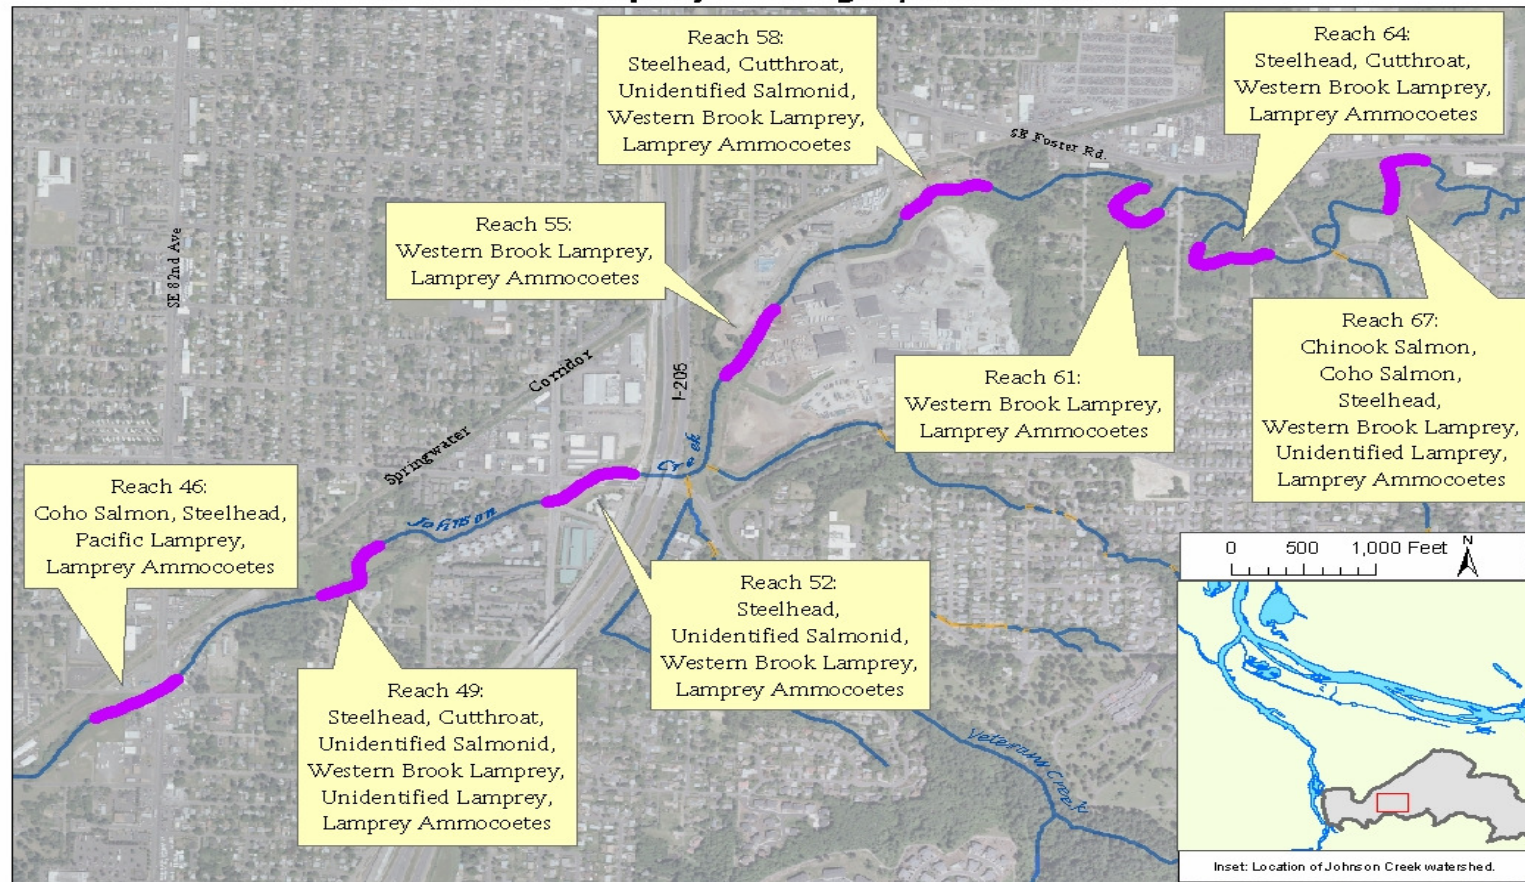 Reach 58:
Steelhead, Cutthroat,
Unidentified Salmonid,
Western Brook Lamprey,
Lamprey Ammocoetes
Reach 64:
Steelhead, Cutthroat,
Western Brook Lamprey,
Lamprey Ammocoetes
SE Foster Rd.
Reach 55:
Western Brook Lamprey,
Lamprey Ammocoetes
SE 82nd Ave
Reach 67:
Chinook Salmon,
Coho Salmon,
Steelhead,
Western Brook Lamprey,
Unidentified Lamprey,
Lamprey Ammocoetes
Reach 61:
Western Brook Lamprey,
Lamprey Ammocoetes
I-205
Springwater Corridor
Johnson Creek
Reach 46:
Coho Salmon, Steelhead,
Pacific Lamprey,
Lamprey Ammocoetes
Reach 52:
Steelhead,
Unidentified Salmonid,
Western Brook Lamprey,
Lamprey Ammocoetes
Reach 49:
Steelhead, Cutthroat,
Unidentified Salmonid,
Western Brook Lamprey,
Unidentified Lamprey,
Lamprey Ammocoetes
Veterans Creek
0 500 1,000 Feet
N
Inset: Location of Johnson Creek watershed.